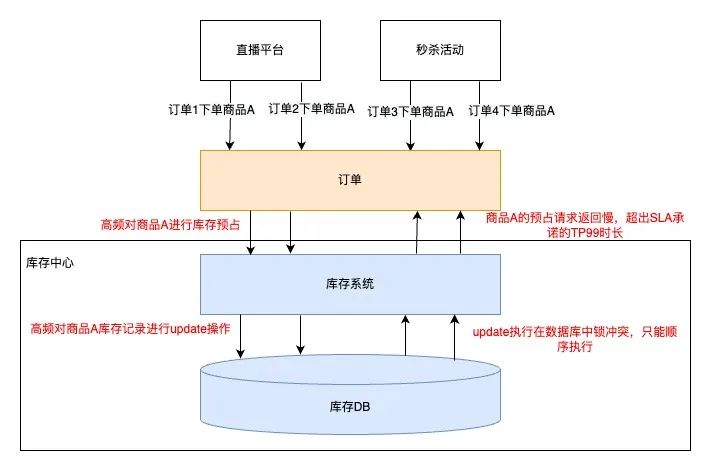 直播平台
秒杀活动
订单1下单商品A
订单2下单商品A
订单3下单商品A
订单4下单商品A
订单
高频对商品A进行库存预占
商品A的预占请求返回慢，超出SLA承
诺的TP99时长
库存中心
库存系统
高频对商品A库存记录进行update操作
update执行在数据库中锁冲突，只能顺
序执行
库存DB